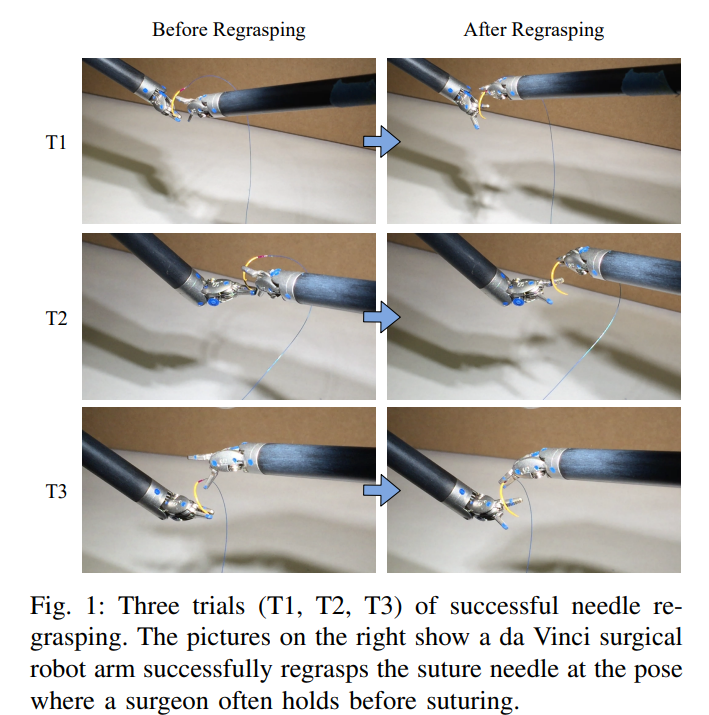 Before Regrasping
After Regrasping
T1
T2
T3
Fig. 1: Three trials (T1, T2, T3) of successful needle re-
grasping. The pictures on the right show a da Vinci surgical
robot arm successfully regrasps the suture needle at the pose
where a surgeon often holds before suturing.